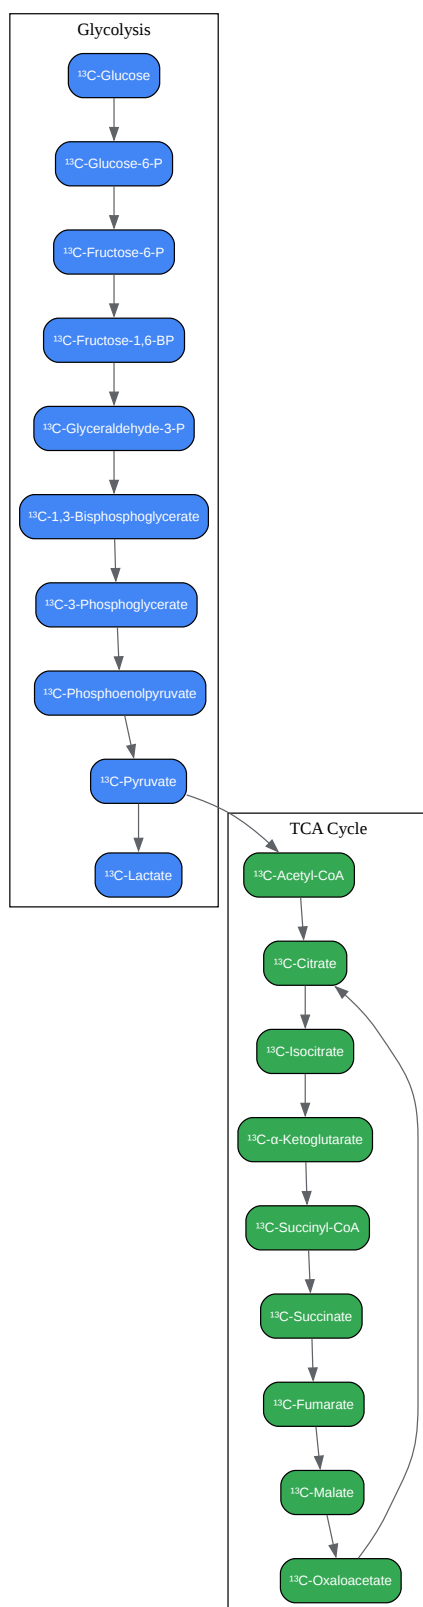 Glycolysis
¹³C-Glucose
¹³C-Glucose-6-P
¹³C-Fructose-6-P
¹³C-Fructose-1,6-BP
¹³C-Glyceraldehyde-3-P
¹³C-1,3-Bisphosphoglycerate
¹³C-3-Phosphoglycerate
¹³C-Phosphoenolpyruvate
¹³C-Pyruvate
¹³C-Lactate
TCA Cycle
¹³C-Acetyl-CoA
¹³C-Citrate
¹³C-Isocitrate
¹³C-α-Ketoglutarate
¹³C-Succinyl-CoA
¹³C-Succinate
¹³C-Fumarate
¹³C-Malate
¹³C-Oxaloacetate